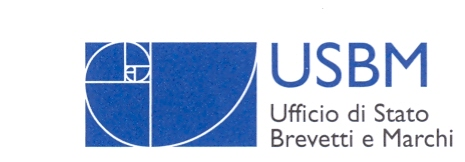 USBM
Ufficio di Stato
Brevetti e Marchi